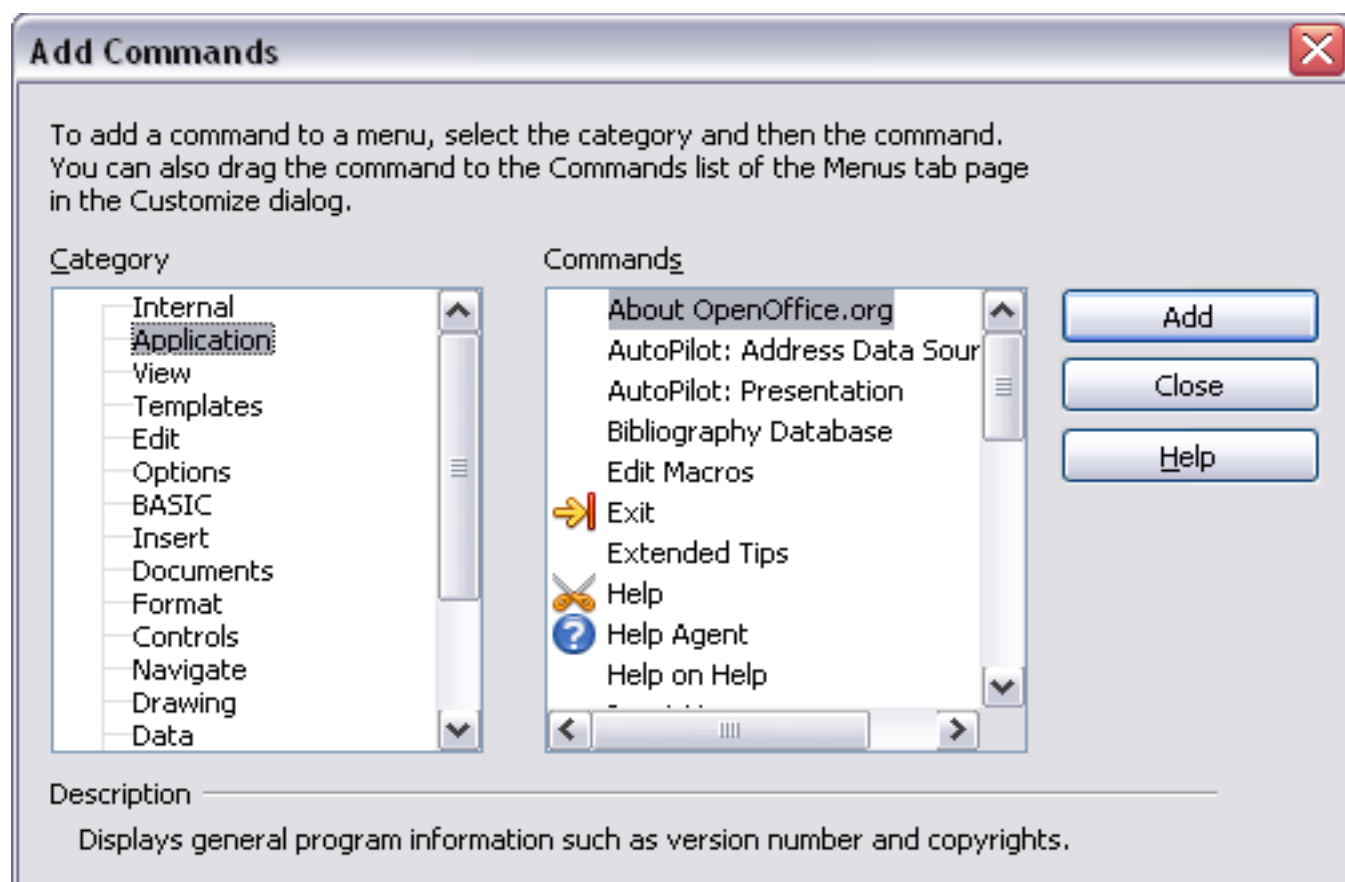 Add Commands
To add a command to a menu, select the category and then the command.
You can also drag the command to the Commands list of the Menus tab page
in the Customize dialog.
Category
Internal
Application
View
Templates
Edit
Options
BASIC
Insert
Documents
Format
Controls
Navigate
Drawing
Data
Commands
About OpenOffice.org
AutoPilot: Address Data Sour
AutoPilot: Presentation
Bibliography Database
Edit Macros
Exit
Extended Tips
Help
Help Agent
Help on Help
Add
Close
Help
Description
Displays general program information such as version number and copyrights.